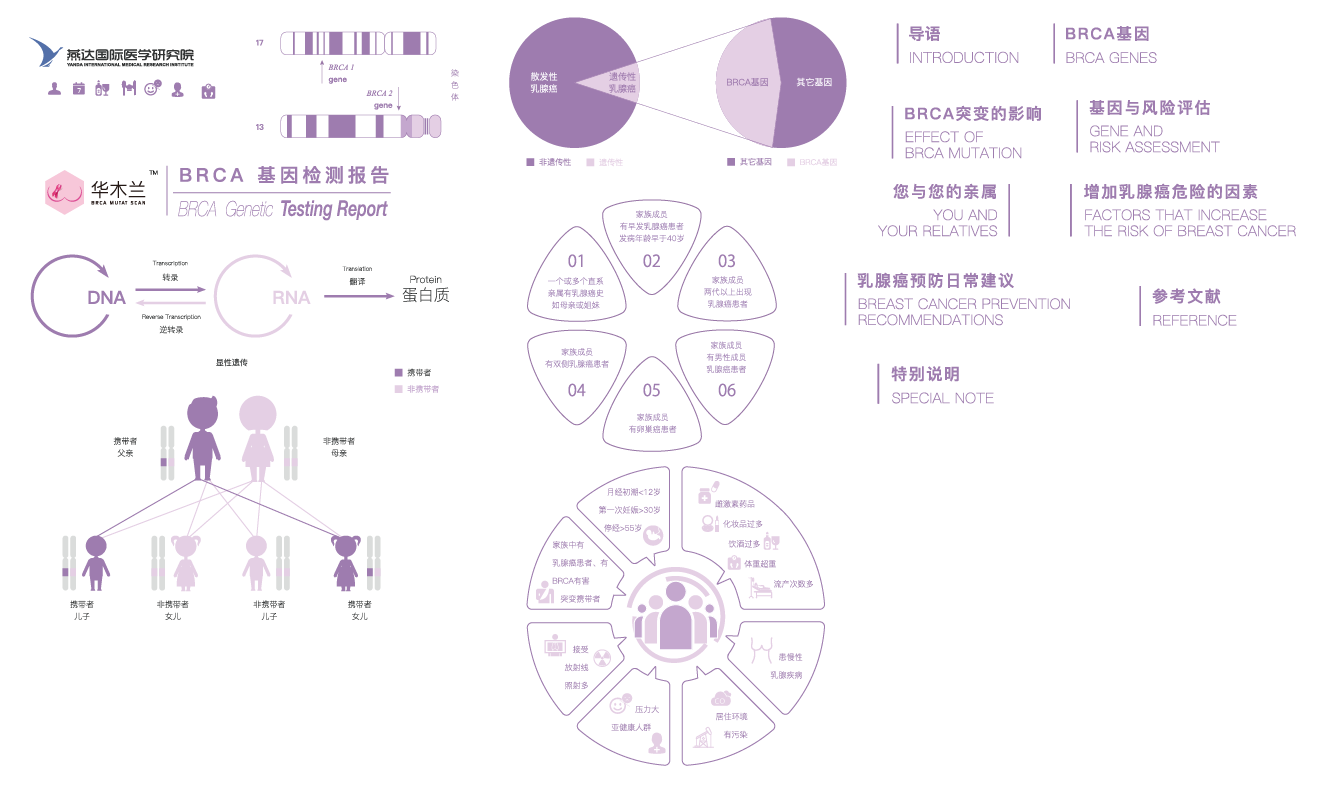 燕达国际医学研究院
YANDA INTERNATIONAL MEDICAL RESEARCH INSTITUTE
7
17
BRCA 1
gene
BRCA 2
gene
13
染
色
体
华木兰
TM
BRCA MUTAT SCAN
BRCA 基因检测报告
BRCA Genetic Testing Report
DNA
Transcription
转录
Reverse Transcription
逆转录
RNA
Translation
翻译
Protein
蛋白质
显性遗传
携带者
非携带者
携带者
父亲
非携带者
母亲
携带者
儿子
非携带者
女儿
非携带者
儿子
携带者
女儿
散发性
乳腺癌
遗传性
乳腺癌
BRCA基因
其它基因
非遗传性
遗传性
其它基因
BRCA基因
01
一个或多个直系
亲属有乳腺癌史
如母亲或姐妹
家族成员
有早发乳腺癌患者
发病年龄早于40岁
02
03
家族成员
两代以上出现
乳腺癌患者
家族成员
有双侧乳腺癌患者
04
05
家族成员
有卵巢癌患者
家族成员
有男性成员
乳腺癌患者
06
月经初潮<12岁
第一次妊娠>30岁
停经>55岁
雌激素药品
化妆品过多
饮酒过多
体重超重
流产次数多
家族中有
乳腺癌患者、有
BRCA有害
突变携带者
接受
放射线
照射多
压力大
亚健康人群
居住环境
有污染
患慢性
乳腺疾病
导语
INTRODUCTION
BRCA基因
BRCA GENES
BRCA突变的影响
EFFECT OF
BRCA MUTATION
基因与风险评估
GENE AND
RISK ASSESSMENT
您与您的亲属
YOU AND
YOUR RELATIVES
增加乳腺癌危险的因素
FACTORS THAT INCREASE
THE RISK OF BREAST CANCER
乳腺癌预防日常建议
BREAST CANCER PREVENTION
RECOMMENDATIONS
参考文献
REFERENCE
特别说明
SPECIAL NOTE